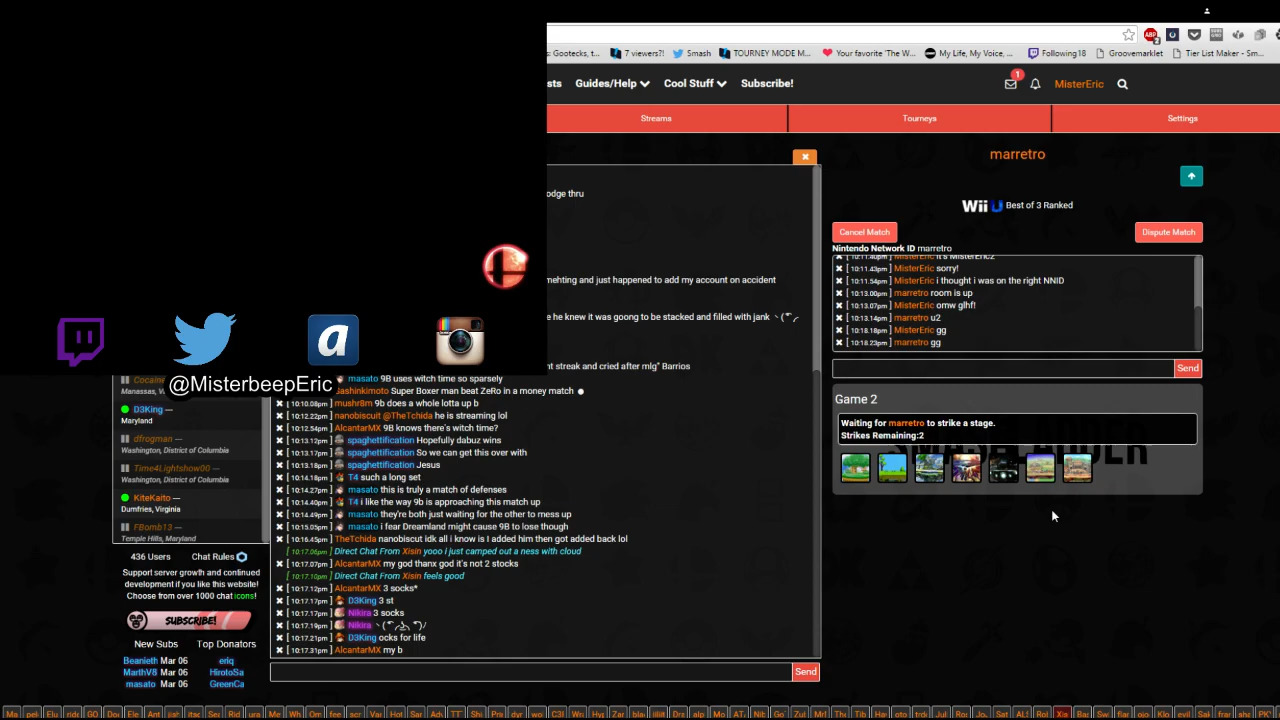 Gootecks, t...
7 viewers?!
Smash
TOURNEY MODE M...
Your favorite 'The W...
My Life, My Voice, ...
Following18
Groovemarklet
Tier List Maker - Sm...
sts
Guides/Help
Cool Stuff
Subscribe!
1
MisterEric
Streams
Tourneys
Settings
marretro
Wii U Best of 3 Ranked
Cancel Match
Dispute Match
Nintendo Network ID marretro
[10:11.40pm] MisterEric it's MisterEric2
[10:11.43pm] MisterEric sorry!
[10:11.54pm] MisterEric i thought i was on the right NNID
[10:13.00pm] marretro room is up
[10:13.07pm] MisterEric omw glhf!
[10:13.14pm] marretro u2
[10:18.18pm] MisterEric gg
[10:18.23pm] marretro gg
Send
Game 2
Waiting for marretro to strike a stage.
Strikes Remaining:2
odge thru
mehting and just happened to add my account on accident
e he knew it was goong to be stacked and filled with jank
t streak and cried after mlg" Barrios
@MisterbeepEric
masato 9B uses witch time so sparsely
Sashinkimoto Super Boxer man beat ZeRo in a money match
[10:10.08pm] mushr8m 9b does a whole lotta up b
[10:12.22pm] nanobiscuit @TheTchida he is streaming lol
[10:12.54pm] AlcantarMX 9B knows there's witch time?
[10:13.12pm] spaghettification Hopefully dabuz wins
[10:13.17pm] spaghettification So we can get this over with
[10:13.18pm] spaghettification Jesus
[10:14.18pm] T4 such a long set
[10:14.27pm] masato this is truly a match of defenses
[10:14.40pm] T4 i like the way 9b is approaching this match up
[10:14.49pm] masato they're both just waiting for the other to mess up
[10:15.05pm] masato i fear Dreamland might cause 9B to lose though
[10:16.45pm] TheTchida nanobiscuit idk all i know is I added him then got added back lol
[10:17.06pm] Direct Chat From Xisin yooo i just camped out a ness with cloud
[10:17.07pm] AlcantarMX my god thanx god it's not 2 stocks
[10:17.10pm] Direct Chat From Xisin feels good
[10:17.12pm] AlcantarMX 3 socks*
[10:17.17pm] D3King 3 st
[10:17.17pm] Nikira 3 socks
[10:17.19pm] Nikira
[10:17.21pm] D3King ocks for life
[10:17.31pm] AlcantarMX my b
Send
Cocaine
Manassas, Virginia
D3King —
Maryland
dfrogman —
Washington, District of Columbia
Time4Lightshow00 —
Washington, District of Columbia
KiteKaito —
Dumfries, Virginia
FBomb13 —
Temple Hills, Maryland
436 Users
Chat Rules
Support server growth and continued
development if you like this website!
Choose from over 1000 chat icons!
SUBSCRIBE!
New Subs
Top Donators
Beanieth Mar 06
eriq
MarthV8 Mar 06
HirotoSa
masato Mar 06
GreenCa